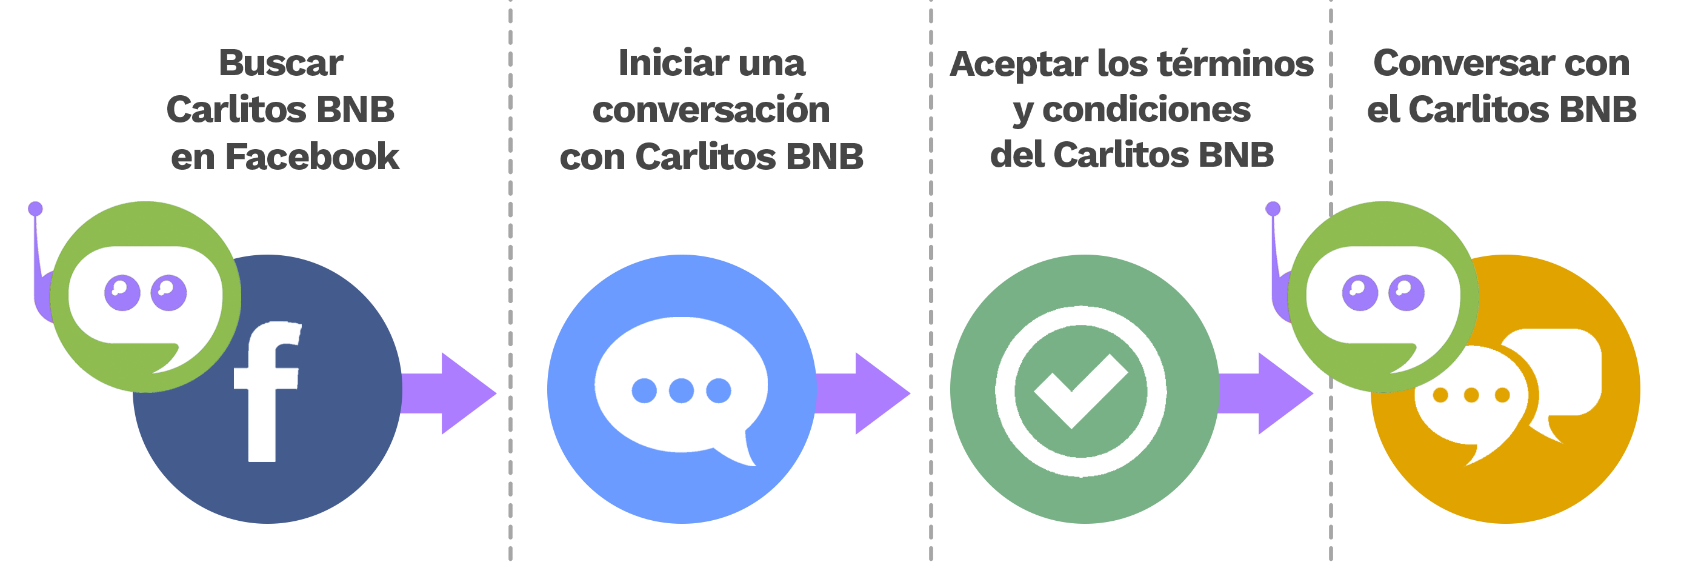 Buscar
Carlitos BNB
en Facebook
Iniciar una
conversación
con Carlitos BNB
Aceptar los términos
y condiciones
del Carlitos BNB
Conversar con
el Carlitos BNB
f